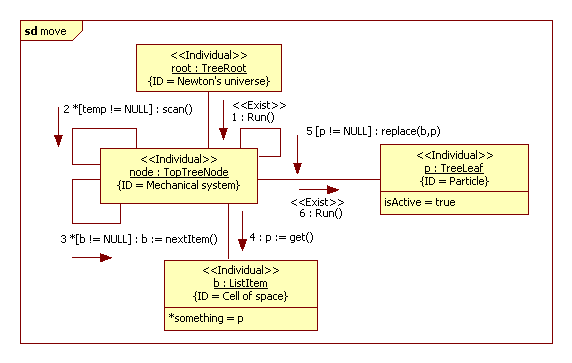 sd move
<<Individual>>
root : TreeRoot
{ID = Newton's universe}
2 *[temp != NULL] : scan()
<<Exist>>
1 : Run()
5 [p != NULL] : replace(b,p)
<<Individual>>
node : TopTreeNode
{ID = Mechanical system}
<<Individual>>
p : TreeLeaf
{ID = Particle}
isActive = true
<<Exist>>
6 : Run()
3 *[b != NULL] : b := nextItem()
4 : p := get()
<<Individual>>
b : ListItem
{ID = Cell of space}
*something = p